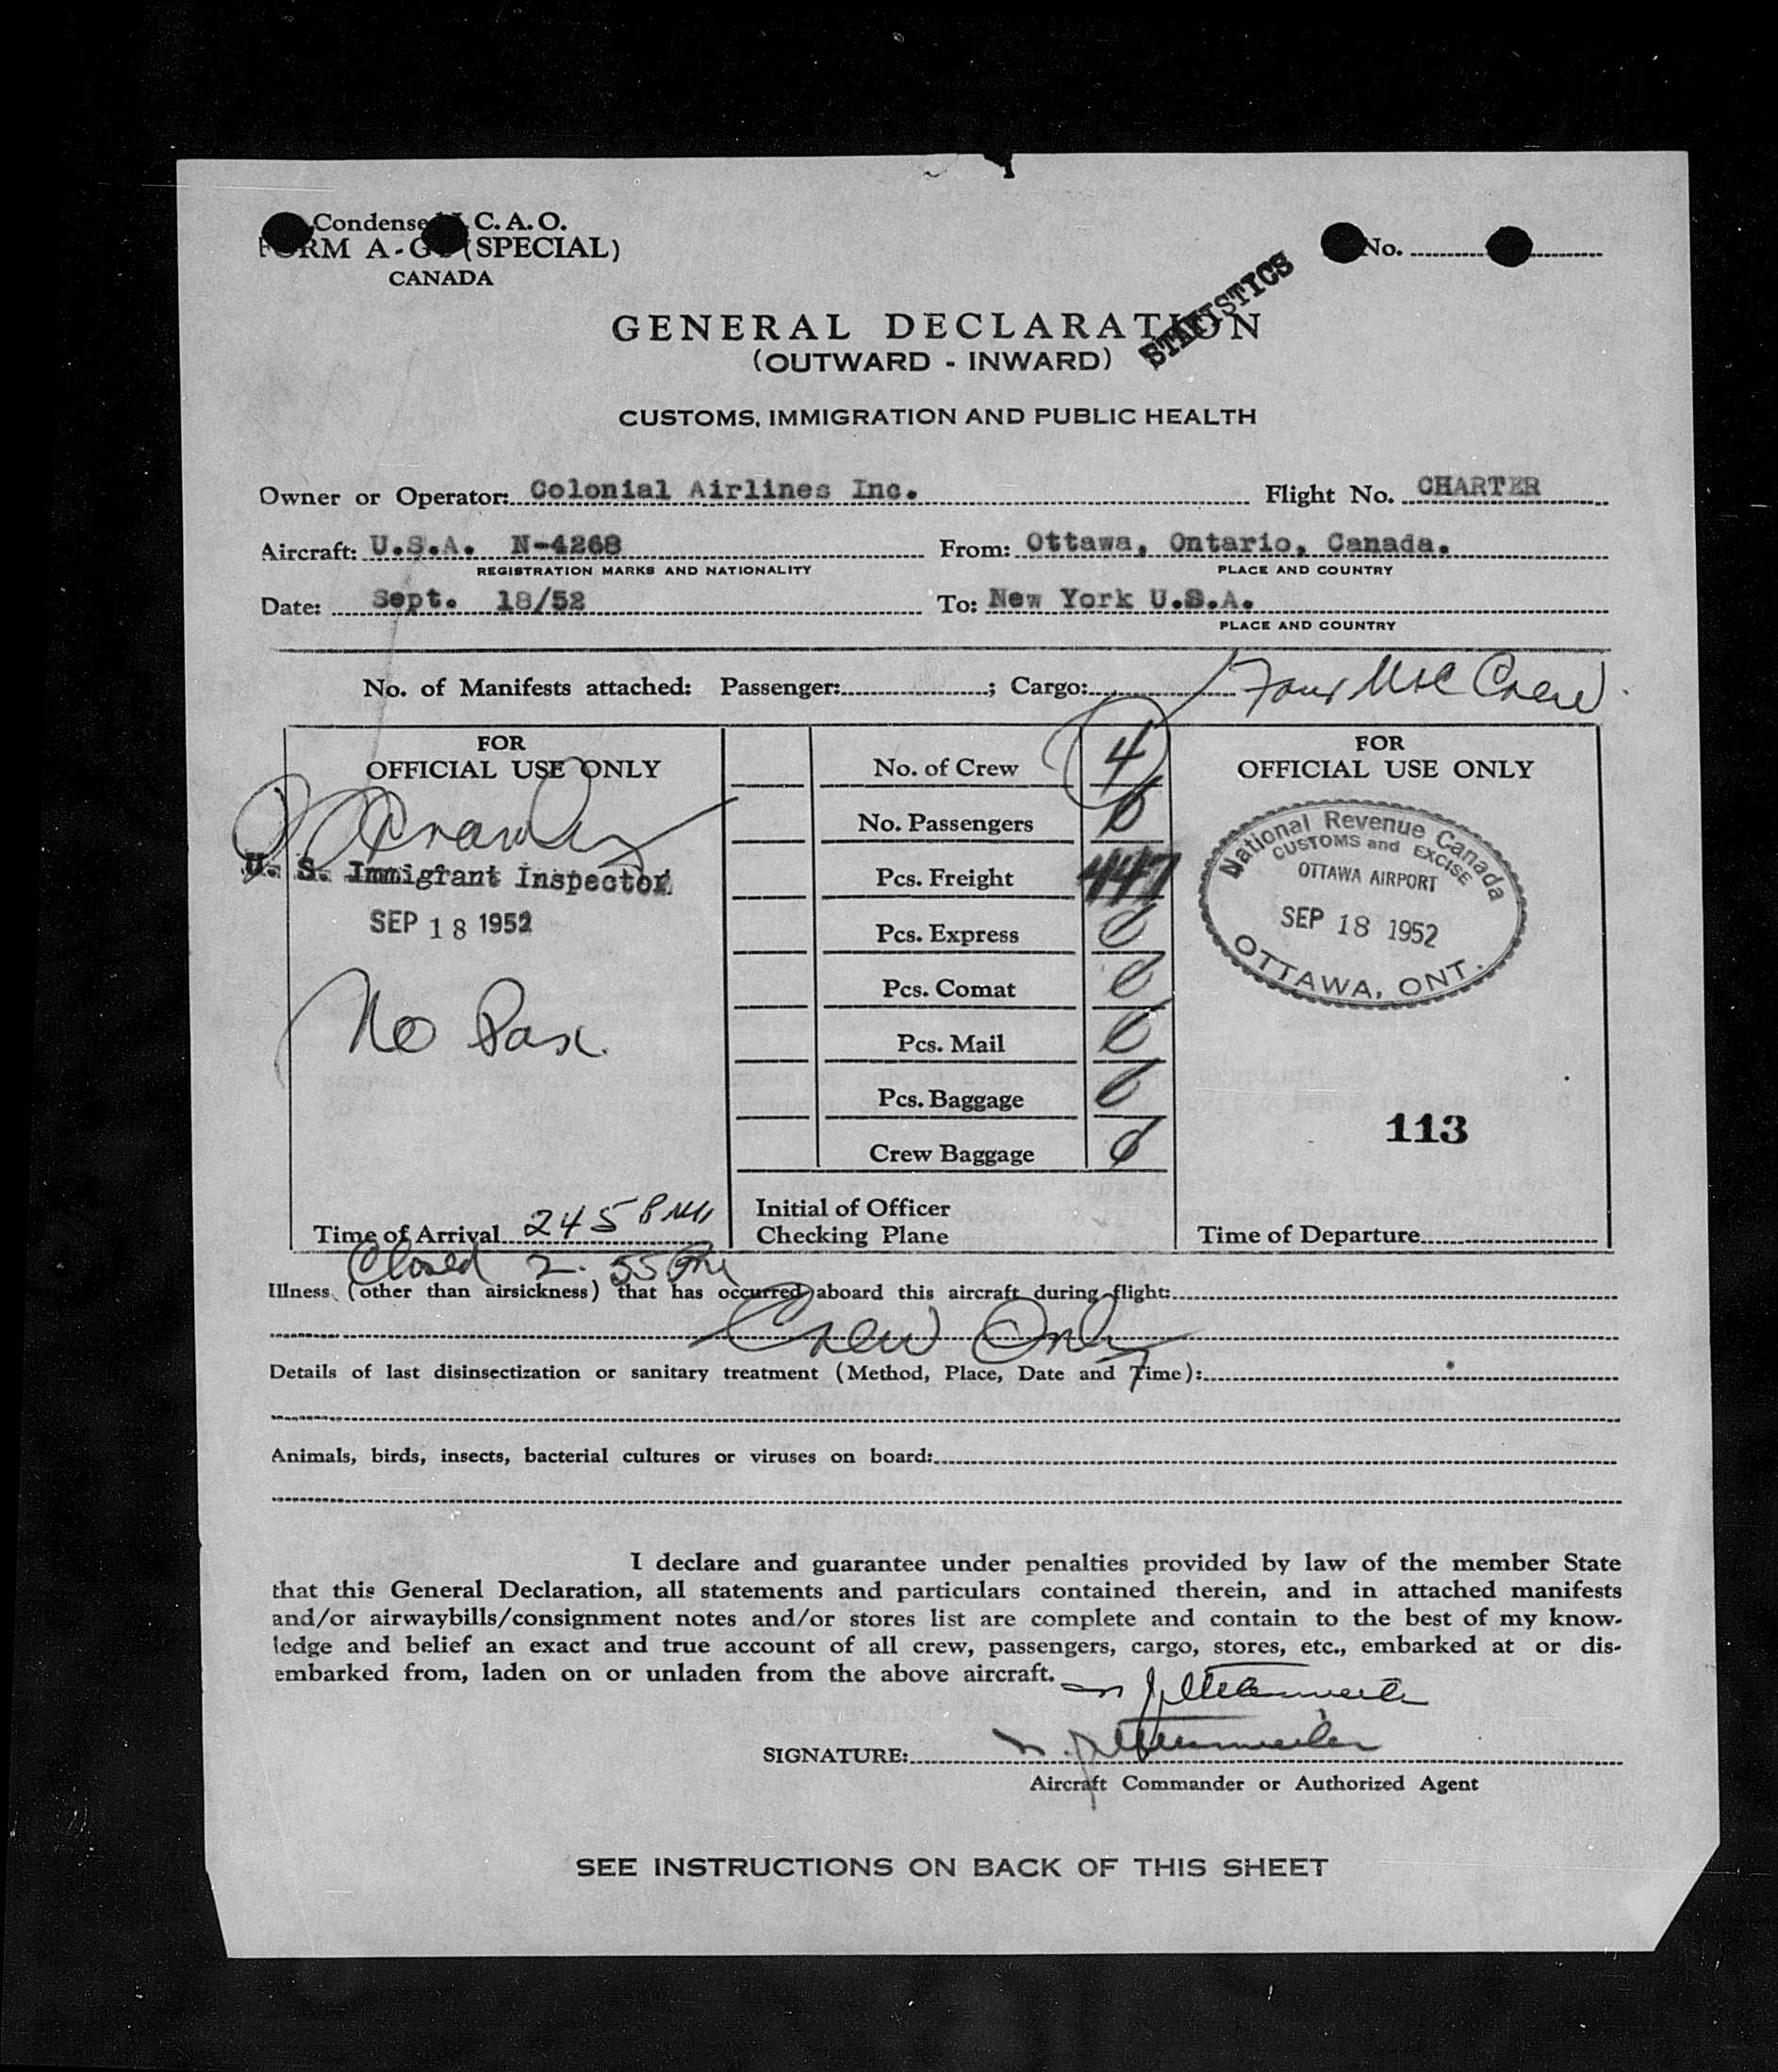 Condensed I. C. A. O.
FORM A-G (SPECIAL)
CANADA
No.
STATISTICS
GENERAL DECLARATION
(OUTWARD - INWARD)
CUSTOMS, IMMIGRATION AND PUBLIC HEALTH
Owner or Operator: Colonial Airlines Inc. Flight No. CHARTER
Aircraft: U.S.A. N-4268 From: Ottawa, Ontario, Canada.
REGISTRATION MARKS AND NATIONALITY PLACE AND COUNTRY
Date: Sept. 18/52 To: New York U.S.A.
PLACE AND COUNTRY
No. of Manifests attached: Passenger: ; Cargo: Four Crew
FOR
OFFICIAL USE ONLY
U. S. Immigrant Inspector
SEP 18 1952
No Pax.
Time of Arrival 245 PM
Closed 2.55 PM
No. of Crew 4
No. Passengers 0
Pcs. Freight 447
Pcs. Express 0
Pcs. Comat 0
Pcs. Mail 0
Pcs. Baggage 0
Crew Baggage 0
Initial of Officer
Checking Plane
FOR
OFFICIAL USE ONLY
National Revenue Canada
CUSTOMS and EXCISE
OTTAWA AIRPORT
SEP 18 1952
OTTAWA, ONT.
113
Time of Departure
Illness (other than airsickness) that has occurred aboard this aircraft during flight:
Crew Only
Details of last disinsectization or sanitary treatment (Method, Place, Date and Time):
Animals, birds, insects, bacterial cultures or viruses on board:
I declare and guarantee under penalties provided by law of the member State
that this General Declaration, all statements and particulars contained therein, and in attached manifests
and/or airwaybills/consignment notes and/or stores list are complete and contain to the best of my know-
ledge and belief an exact and true account of all crew, passengers, cargo, stores, etc., embarked at or dis-
embarked from, laden on or unladen from the above aircraft.
SIGNATURE:
Aircraft Commander or Authorized Agent
SEE INSTRUCTIONS ON BACK OF THIS SHEET